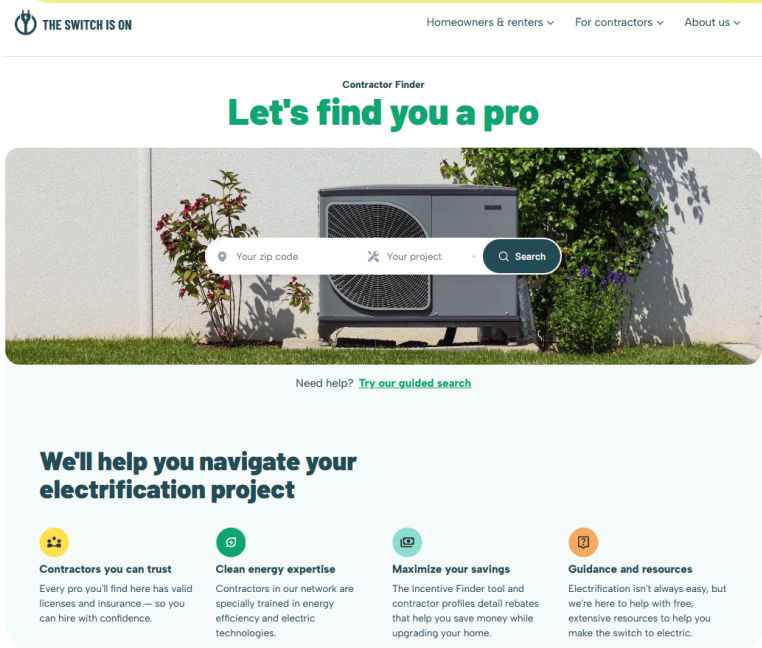 THE SWITCH IS ON
Homeowners & renters
For contractors
About us
Contractor Finder
Let's find you a pro
Your zip code
Your project
Search
Need help? Try our guided search
We'll help you navigate your
electrification project
Contractors you can trust
Every pro you'll find here has valid
licenses and insurance — so you
can hire with confidence.
Clean energy expertise
Contractors in our network are
specially trained in energy
efficiency and electric
technologies.
Maximize your savings
The Incentive Finder tool and
contractor profiles detail rebates
that help you save money while
upgrading your home.
Guidance and resources
Electrification isn't always easy, but
we're here to help with free,
extensive resources to help you
make the switch to electric.